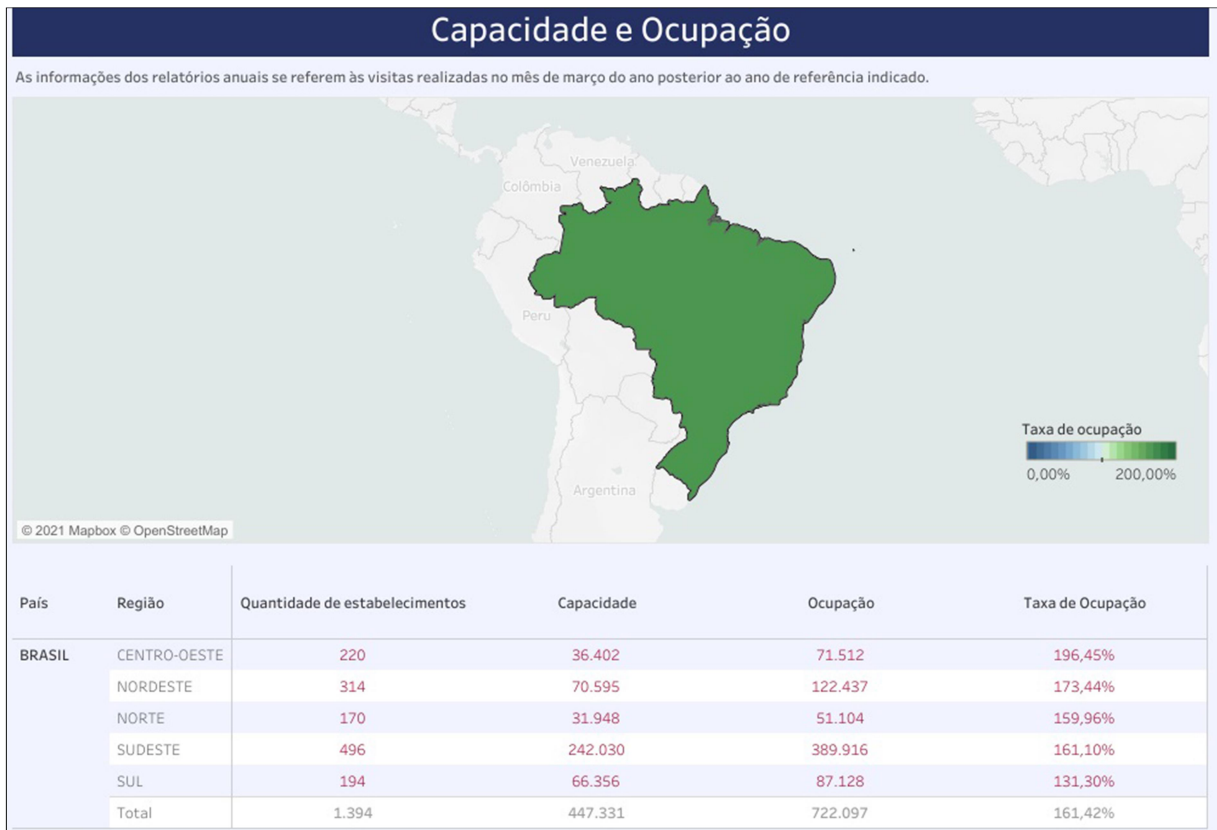 Capacidade e Ocupação
As informações dos relatórios anuais se referem às visitas realizadas no mês de março do ano posterior ao ano de referência indicado.
Venezuela
Colômbia
Peru
Taxa de ocupação
0,00% 200,00%
Argentina
© 2021 Mapbox © OpenStreetMap
País Região Quantidade de estabelecimentos Capacidade Ocupação Taxa de Ocupação
BRASIL CENTRO-OESTE 220 36.402 71.512 196,45%
NORDESTE 314 70.595 122.437 173,44%
NORTE 170 31.948 51.104 159,96%
SUDESTE 496 242.030 389.916 161,10%
SUL 194 66.356 87.128 131,30%
Total 1.394 447.331 722.097 161,42%